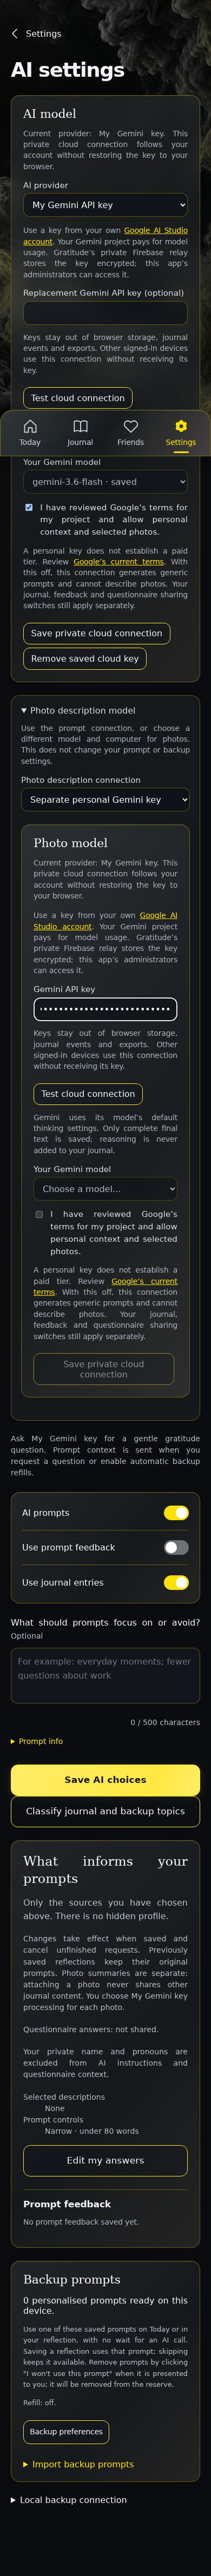 Settings
AI settings
AI model
Current provider: My Gemini key. This
private cloud connection follows your
account without restoring the key to your
browser.
AI provider
My Gemini API key
Use a key from your own Google AI Studio
account. Your Gemini project pays for model
usage. Gratitude's private Firebase relay
stores the key encrypted; this app's
administrators can access it.
Replacement Gemini API key (optional)
Keys stay out of browser storage, journal
events and exports. Other signed-in devices
use this connection without receiving its
key.
Test cloud connection
Today
Journal
Friends
Settings
Your Gemini model
gemini-3.6-flash · saved
I have reviewed Google's terms for
my project and allow personal
context and selected photos.
A personal key does not establish a paid
tier. Review Google's current terms. With
this off, this connection generates generic
prompts and cannot describe photos. Your
journal, feedback and questionnaire sharing
switches still apply separately.
Save private cloud connection
Remove saved cloud key
▼ Photo description model
Use the prompt connection, or choose a
different model and computer for photos.
This does not change your prompt or backup
settings.
Photo description connection
Separate personal Gemini key
Photo model
Current provider: My Gemini key. This
private cloud connection follows your
account without restoring the key to
your browser.
Use a key from your own Google AI
Studio account. Your Gemini project
pays for model usage. Gratitude's
private Firebase relay stores the key
encrypted; this app's administrators
can access it.
Gemini API key
Keys stay out of browser storage,
journal events and exports. Other
signed-in devices use this connection
without receiving its key.
Test cloud connection
Gemini uses its model's default
thinking settings. Only complete final
text is saved; reasoning is never
added to your journal.
Your Gemini model
Choose a model...
I have reviewed Google's
terms for my project and allow
personal context and selected
photos.
A personal key does not establish a
paid tier. Review Google's current
terms. With this off, this connection
generates generic prompts and cannot
describe photos. Your journal,
feedback and questionnaire sharing
switches still apply separately.
Save private cloud
connection
Ask My Gemini key for a gentle gratitude
question. Prompt context is sent when you
request a question or enable automatic backup
refills.
AI prompts
Use prompt feedback
Use journal entries
What should prompts focus on or avoid?
Optional
For example: everyday moments; fewer
questions about work
0 / 500 characters
▶ Prompt info
Save AI choices
Classify journal and backup topics
What informs your
prompts
Only the sources you have chosen
above. There is no hidden profile.
Changes take effect when saved and
cancel unfinished requests. Previously
saved reflections keep their original
prompts. Photo summaries are separate:
attaching a photo never shares other
journal content. You choose My Gemini key
processing for each photo.
Questionnaire answers: not shared.
Your private name and pronouns are
excluded from AI instructions and
questionnaire context.
Selected descriptions
None
Prompt controls
Narrow · under 80 words
Edit my answers
Prompt feedback
No prompt feedback saved yet.
Backup prompts
0 personalised prompts ready on this
device.
Use one of these saved prompts on Today or in
your reflection, with no wait for an AI call.
Saving a reflection uses that prompt; skipping
keeps it available. Remove prompts by clicking
"I won't use this prompt" when it is presented
to you; it will be removed from the reserve.
Refill: off.
Backup preferences
▶ Import backup prompts
▶ Local backup connection